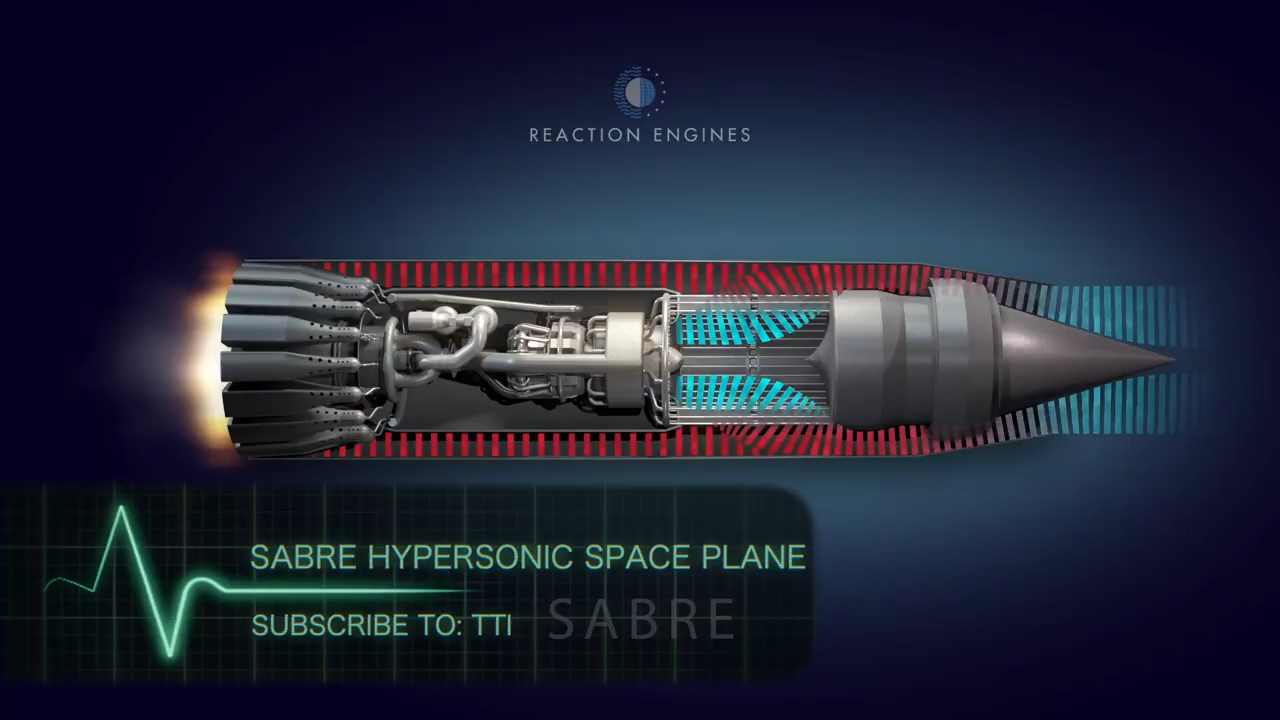 REACTION ENGINES
SABRE HYPERSONIC SPACE PLANE
SUBSCRIBE TO: TTI
SABRE